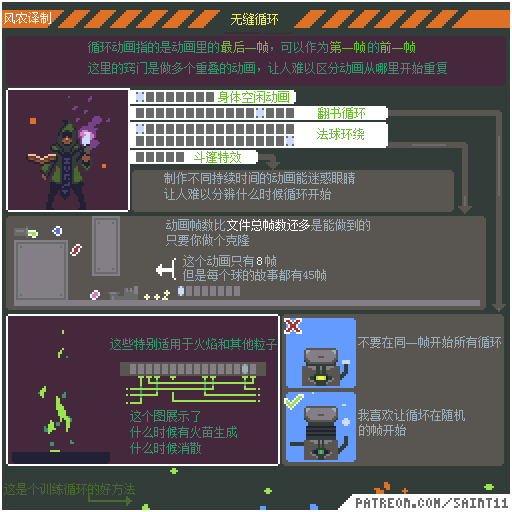 风农译制
无缝循环
循环动画指的是动画里的最后一帧，可以作为第一帧的前一帧
这里的窍门是做多个重叠的动画，让人难以区分动画从哪里开始重复
身体空闲动画
翻书循环
法球环绕
斗篷特效
制作不同持续时间的动画能迷惑眼睛
让人难以分辨什么时候循环开始
动画帧数比文件总帧数还多是能做到的
只要你做个克隆
这个动画只有8帧
但是每个球的故事都有45帧
这些特别适用于火焰和其他粒子
这个图展示了
什么时候有火苗生成
什么时候消散
不要在同一帧开始所有循环
我喜欢让循环在随机
的帧开始
这是个训练循环的好方法
PATREON.COM/SAINT11